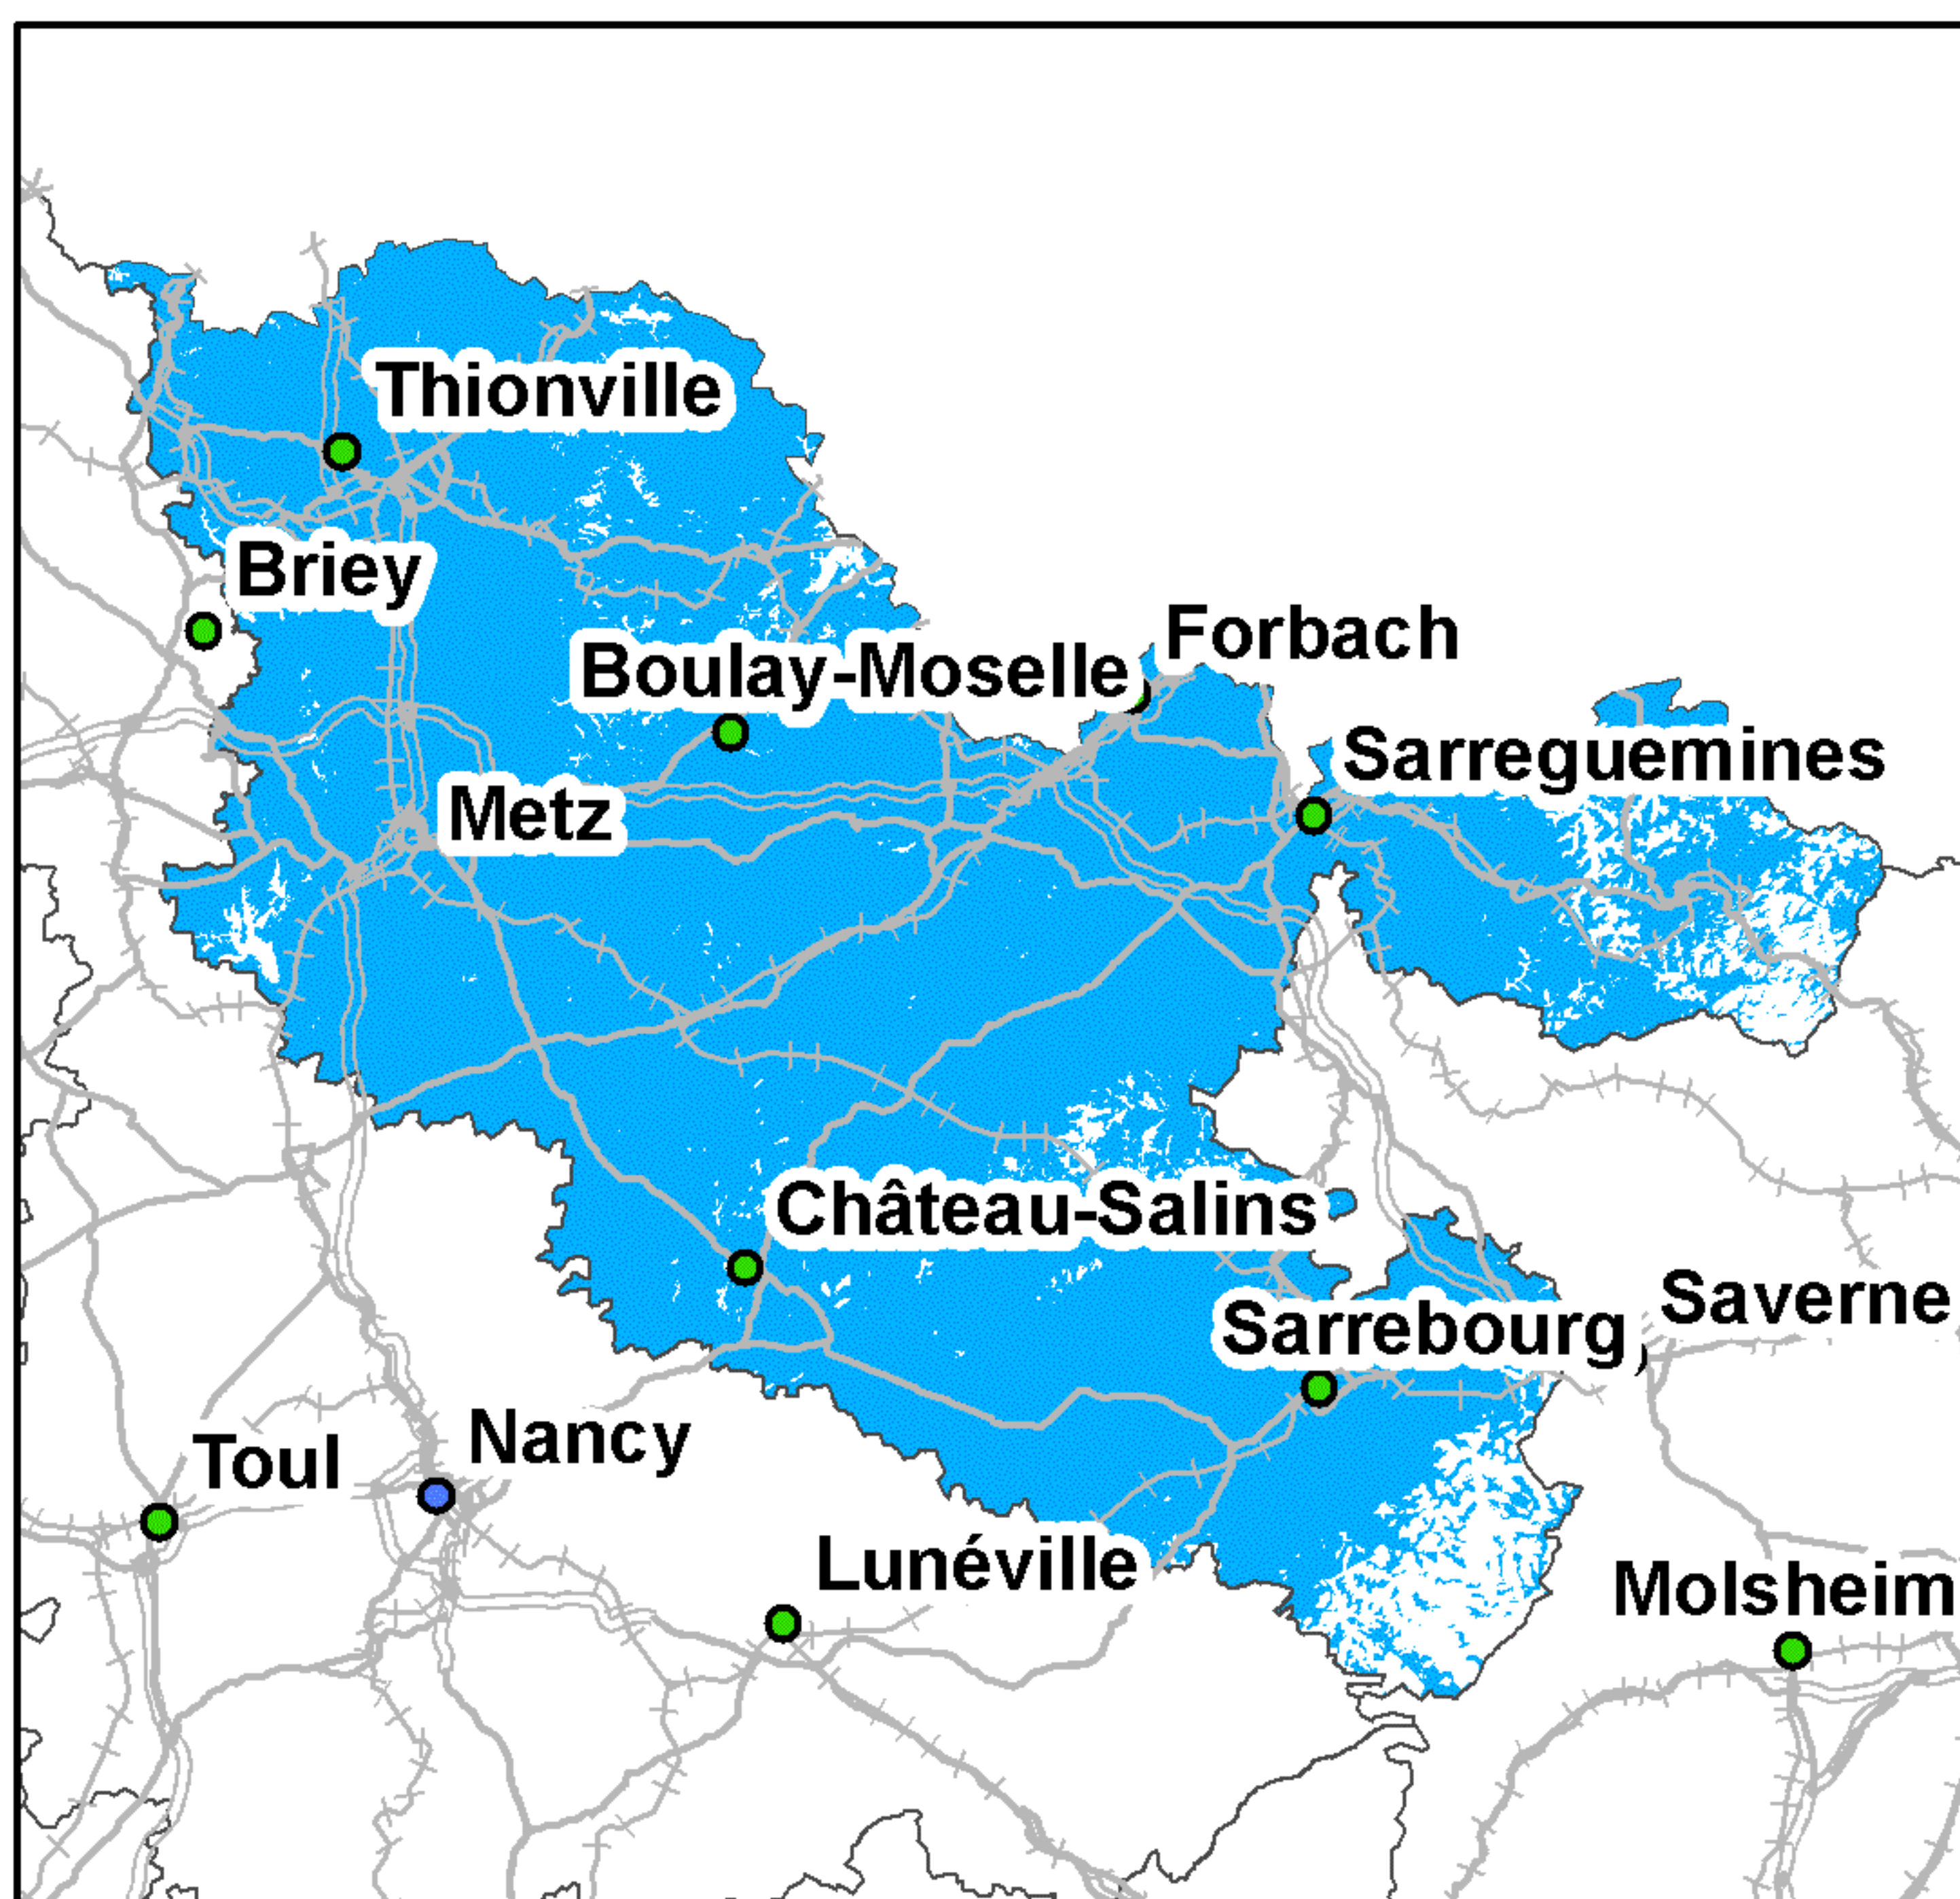 Thionville
Briey
Forbach
Boulay-Moselle
Sarreguemines
Metz
Château-Salins
Saverne
Sarrebourg
Nancy
Toul
Lunéville
Molsheim